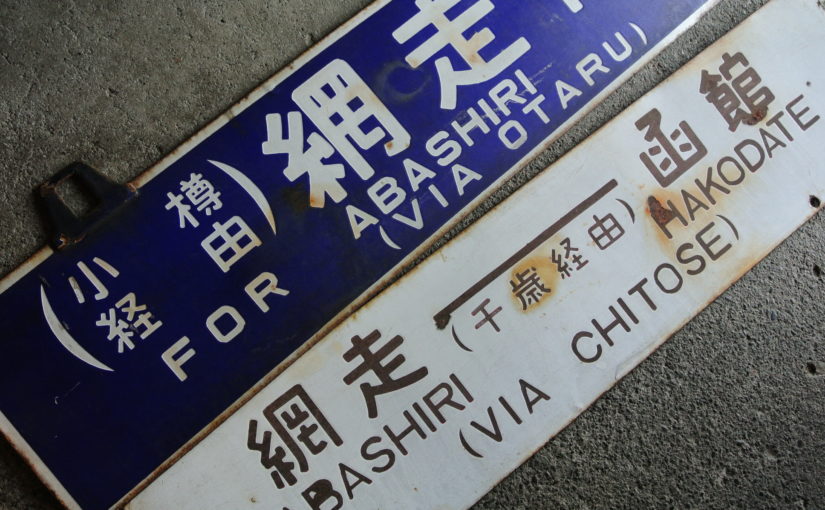 (小樽
経由)
網走
FOR ABASHIRI
(VIA OTARU)
網走 函館
(千歳経由)
ABASHIRI HAKODATE
(VIA CHITOSE)